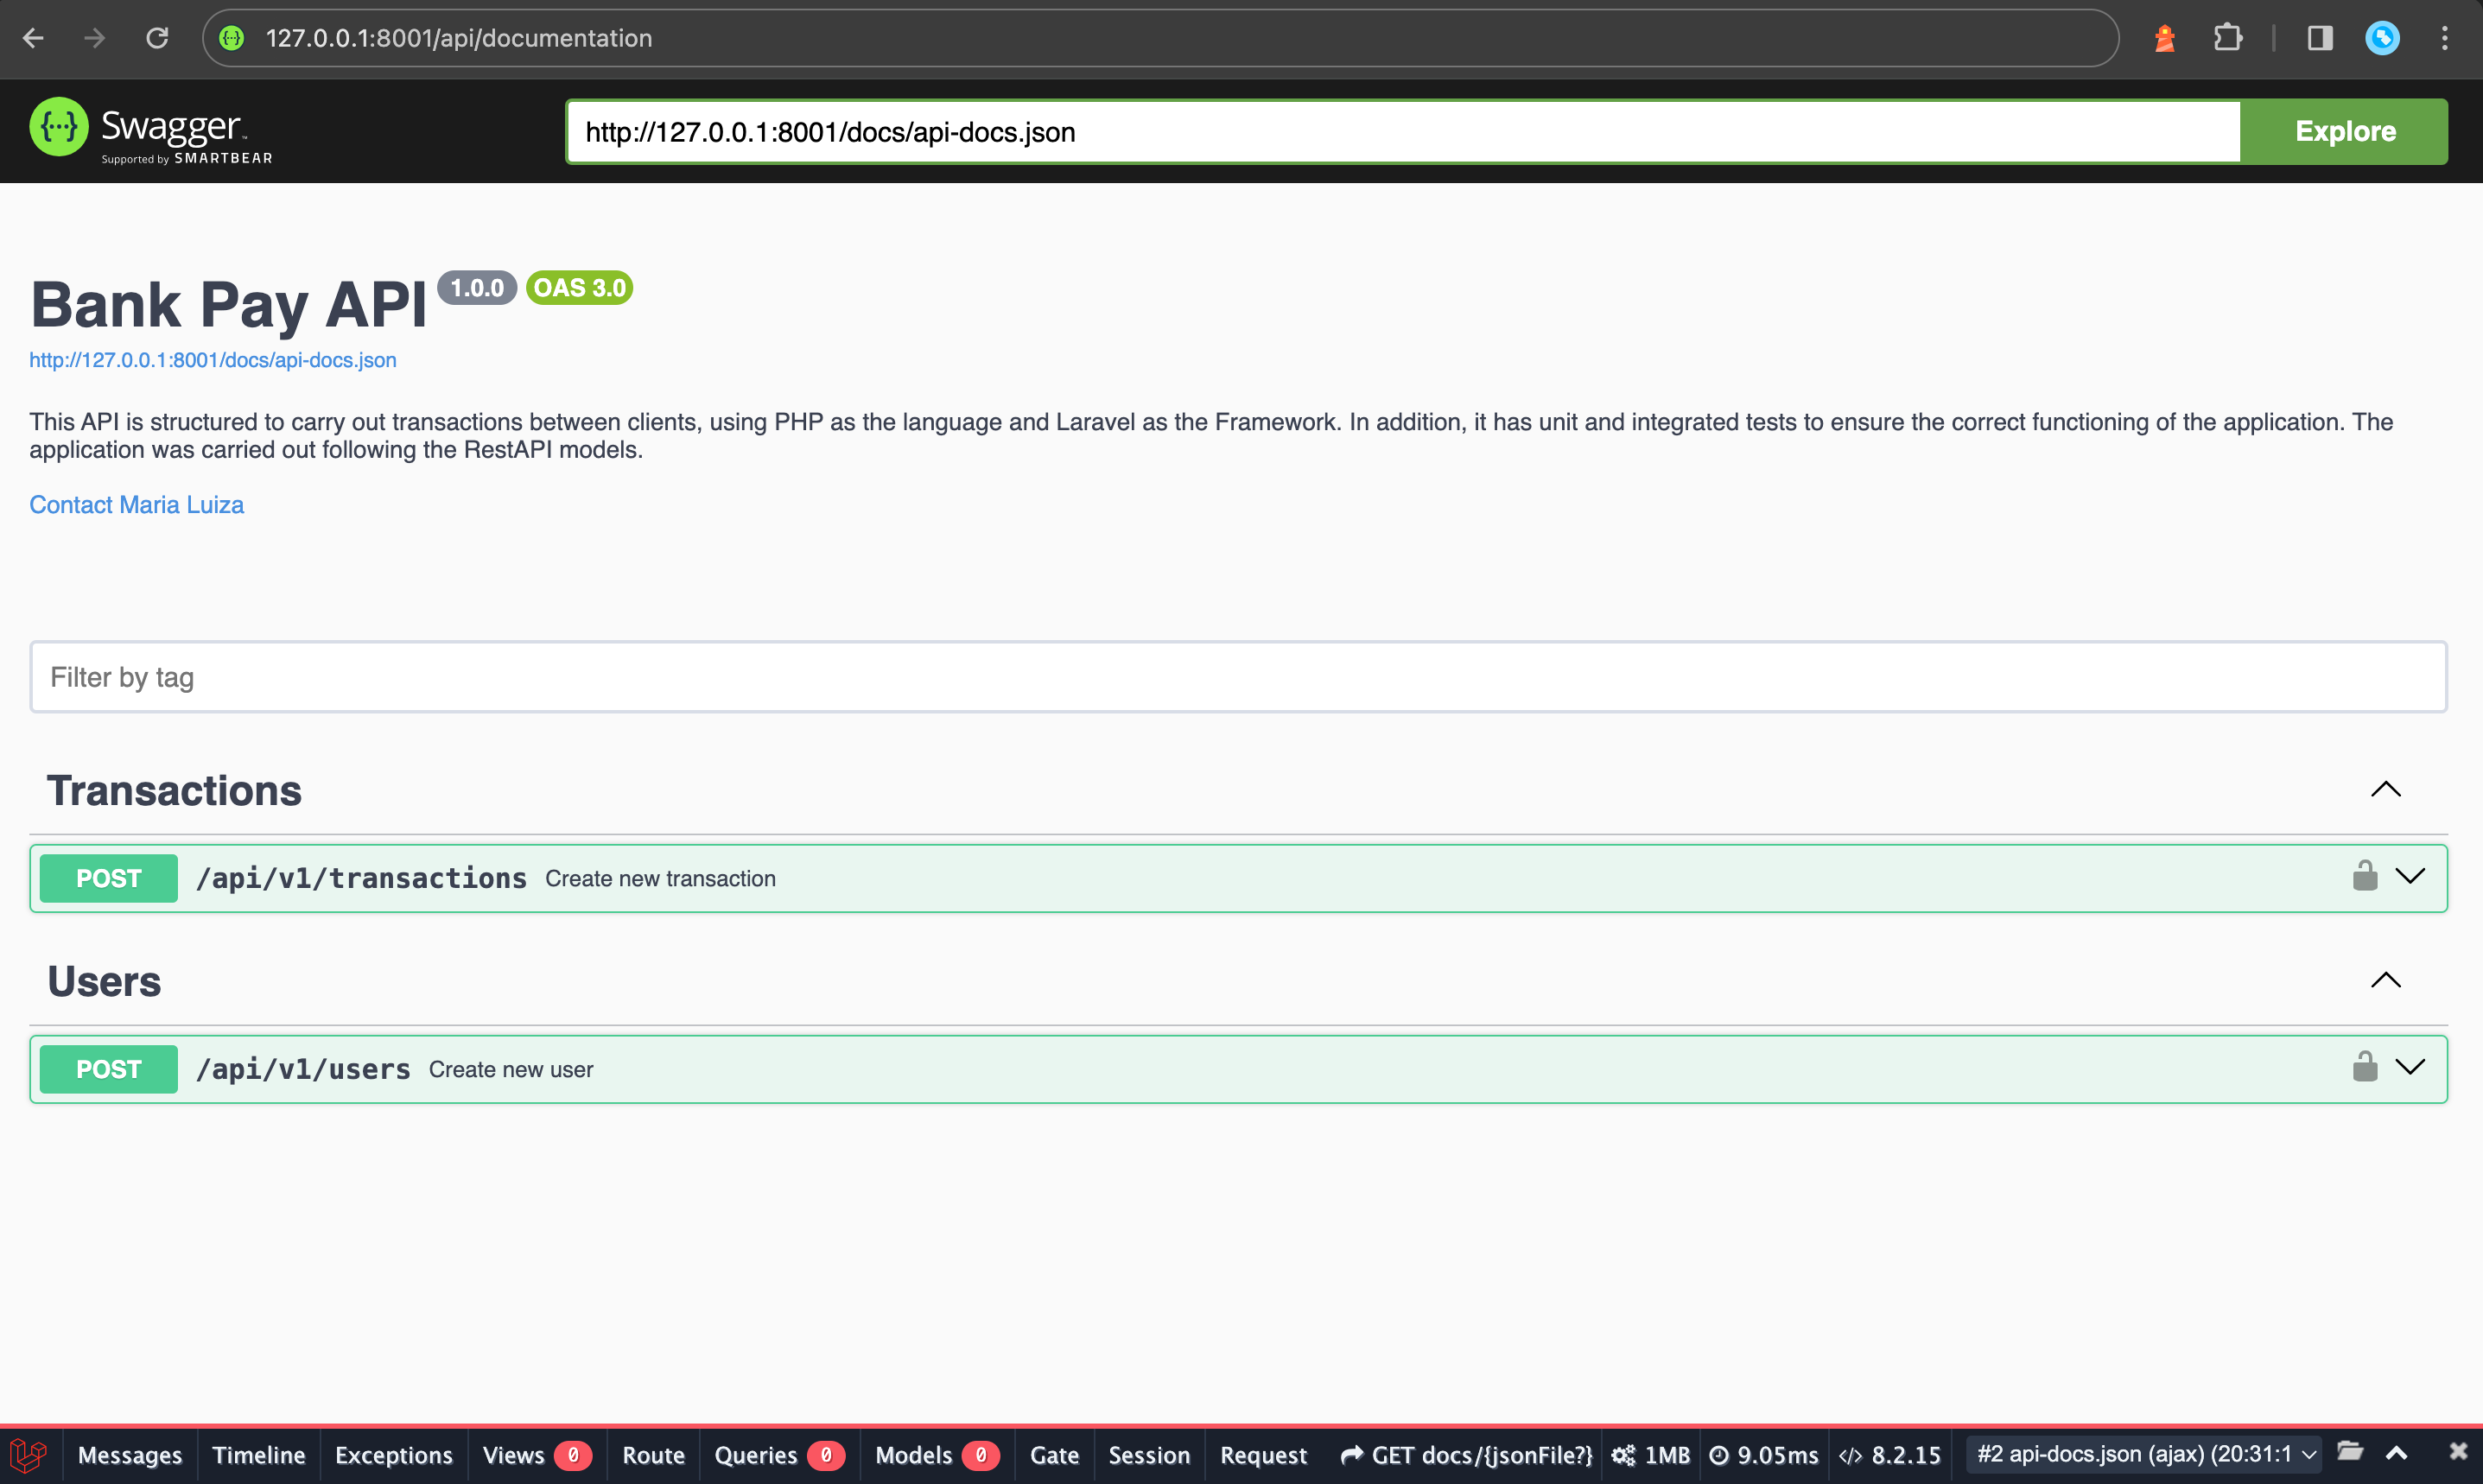 127.0.0.1:8001/api/documentation
{···} Swagger
Supported by SMARTBEAR
http://127.0.0.1:8001/docs/api-docs.json
Explore
Bank Pay API 1.0.0 OAS 3.0
http://127.0.0.1:8001/docs/api-docs.json
This API is structured to carry out transactions between clients, using PHP as the language and Laravel as the Framework. In addition, it has unit and integrated tests to ensure the correct functioning of the application. The
application was carried out following the RestAPI models.
Contact Maria Luiza
Filter by tag
Transactions
POST /api/v1/transactions Create new transaction
Users
POST /api/v1/users Create new user
Messages Timeline Exceptions Views 0 Route Queries 0 Models 0 Gate Session Request GET docs/{jsonFile?} 1MB 9.05ms </> 8.2.15 #2 api-docs.json (ajax) (20:31:1